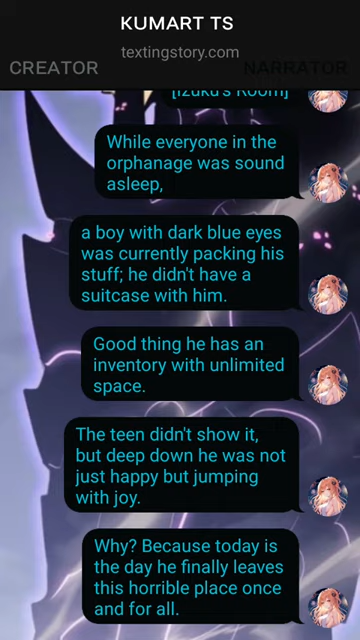 KUMART TS
textingstory.com
CREATOR
NARRATOR
[Izuku's Room]
While everyone in the
orphanage was sound
asleep,
a boy with dark blue eyes
was currently packing his
stuff; he didn't have a
suitcase with him.
Good thing he has an
inventory with unlimited
space.
The teen didn't show it,
but deep down he was not
just happy but jumping
with joy.
Why? Because today is
the day he finally leaves
this horrible place once
and for all.